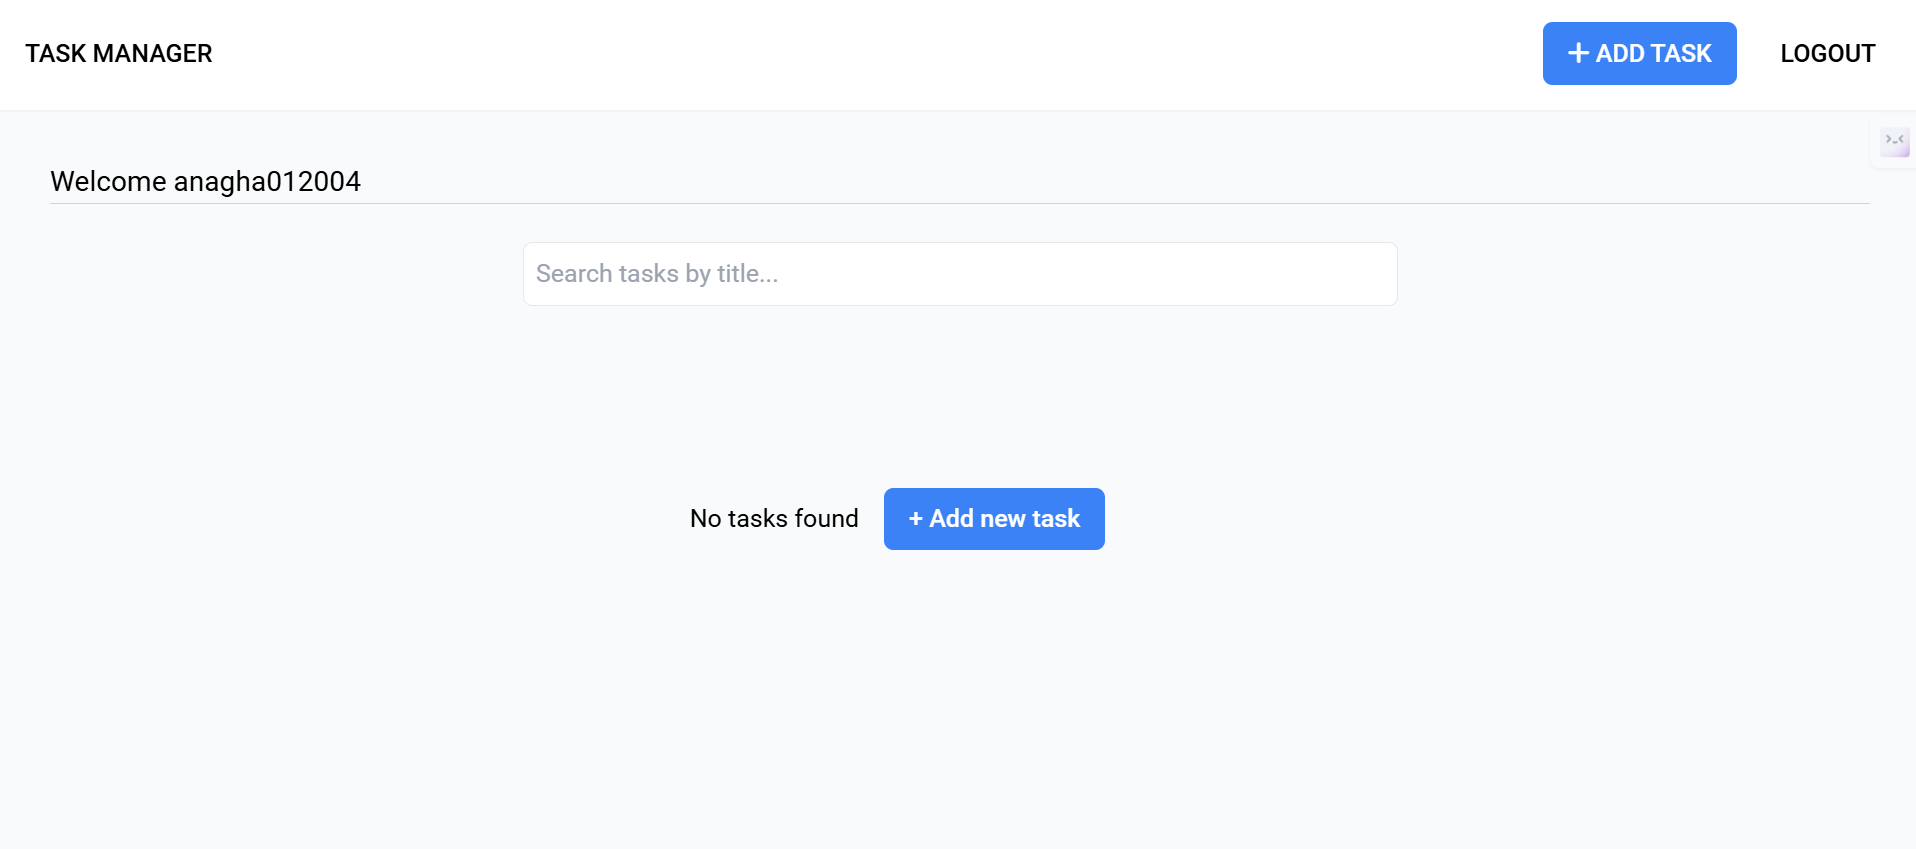 TASK MANAGER
+ ADD TASK
LOGOUT
Welcome anagha012004
Search tasks by title...
No tasks found
+ Add new task